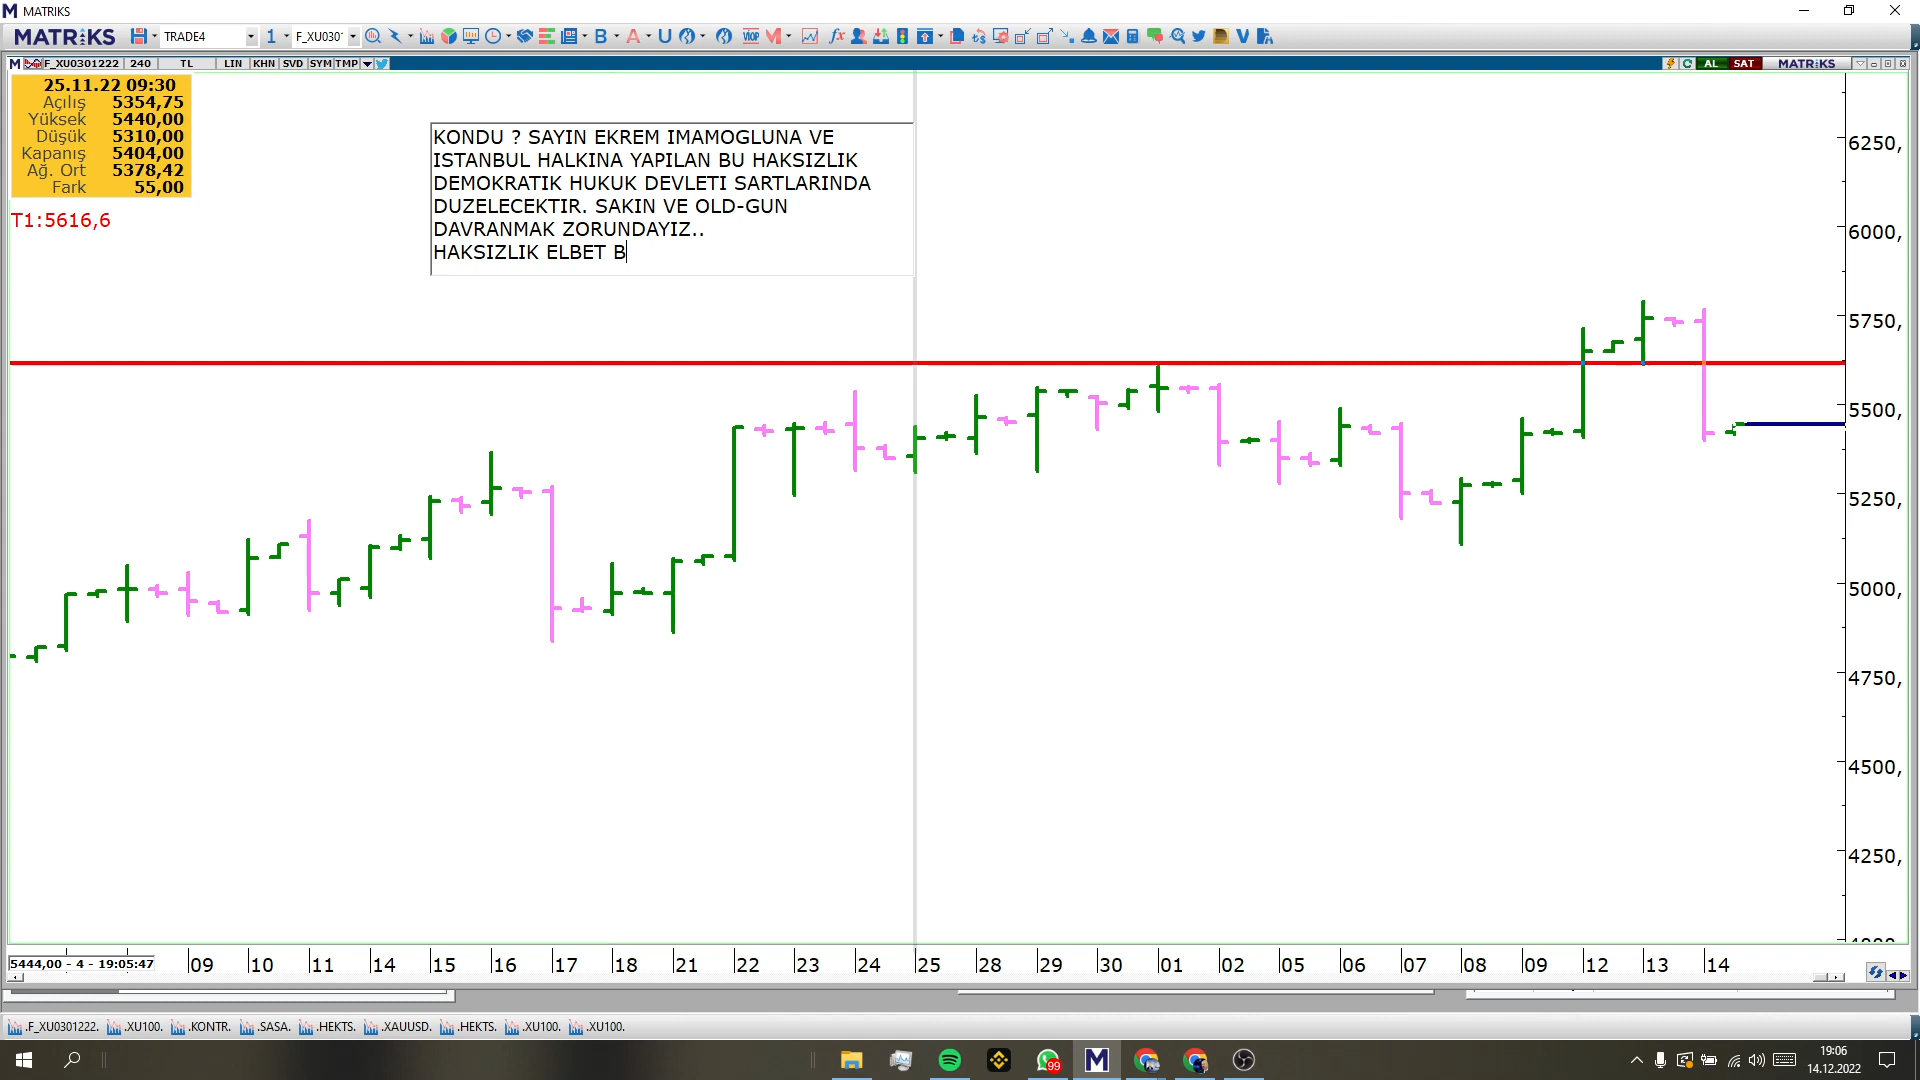 MATRIKS
MATRIKS TRADE4 1 F_XU030' B A U VIOP M fx V
M F_XU0301222 240 TL LIN KHN SVD SYM TMP AL SAT MATRIKS
25.11.22 09:30
Açılış 5354,75
Yüksek 5440,00
Düşük 5310,00
Kapanış 5404,00
Ağ. Ort 5378,42
Fark 55,00
T1:5616,6
KONDU ? SAYIN EKREM IMAMOGLUNA VE
ISTANBUL HALKINA YAPILAN BU HAKSIZLIK
DEMOKRATIK HUKUK DEVLETI SARTLARINDA
DUZELECEKTIR. SAKIN VE OLD-GUN
DAVRANMAK ZORUNDAYIZ..
HAKSIZLIK ELBET B
6250,
6000,
5750,
5500,
5250,
5000,
4750,
4500,
4250,
5444,00 - 4 - 19:05:47
09 10 11 14 15 16 17 18 21 22 23 24 25 28 29 30 01 02 05 06 07 08 09 12 13 14
.F_XU0301222. .XU100. .KONTR. .SASA. .HEKTS. .XAUUSD. .HEKTS. .XU100. .XU100.
99
M
19:06
14.12.2022